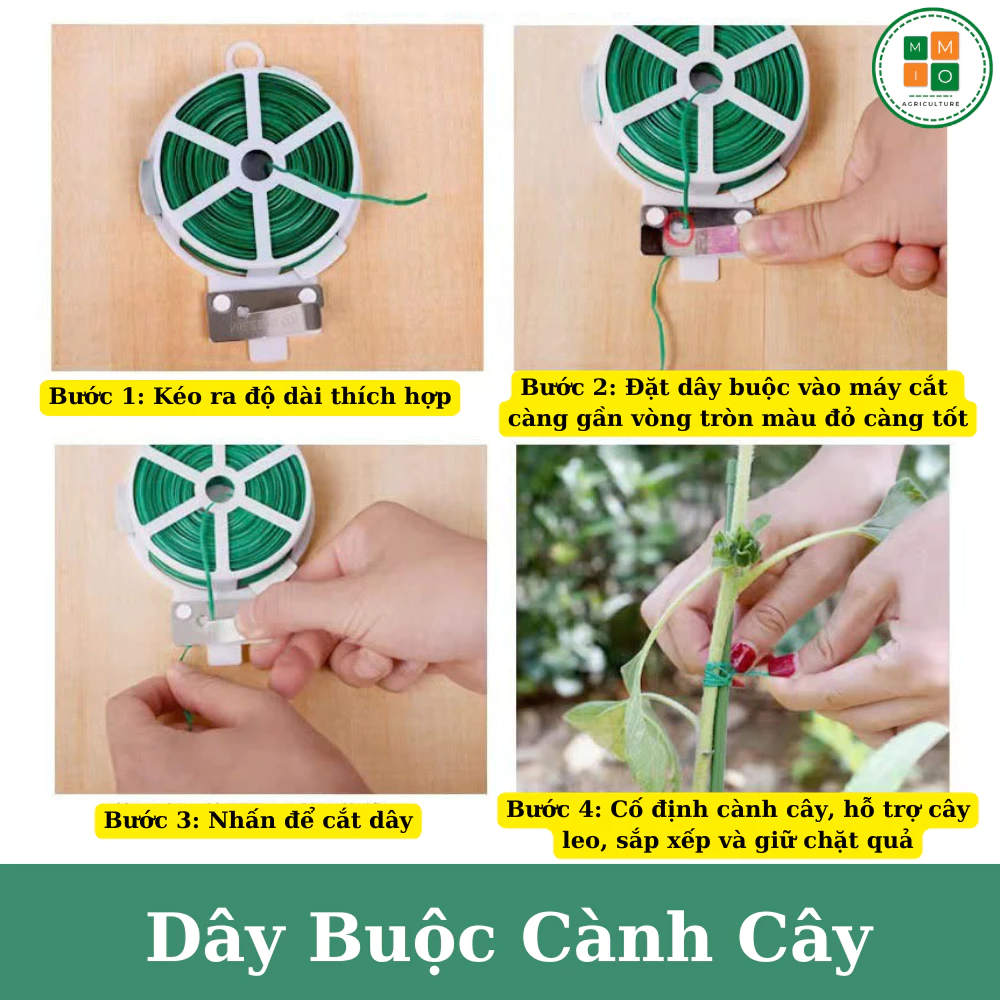 M M
I O
AGRICULTURE
Bước 1: Kéo ra độ dài thích hợp
Bước 2: Đặt dây buộc vào máy cắt
càng gần vòng tròn màu đỏ càng tốt
Bước 3: Nhấn để cắt dây
Bước 4: Cố định cành cây, hỗ trợ cây
leo, sắp xếp và giữ chặt quả
Dây Buộc Cành Cây